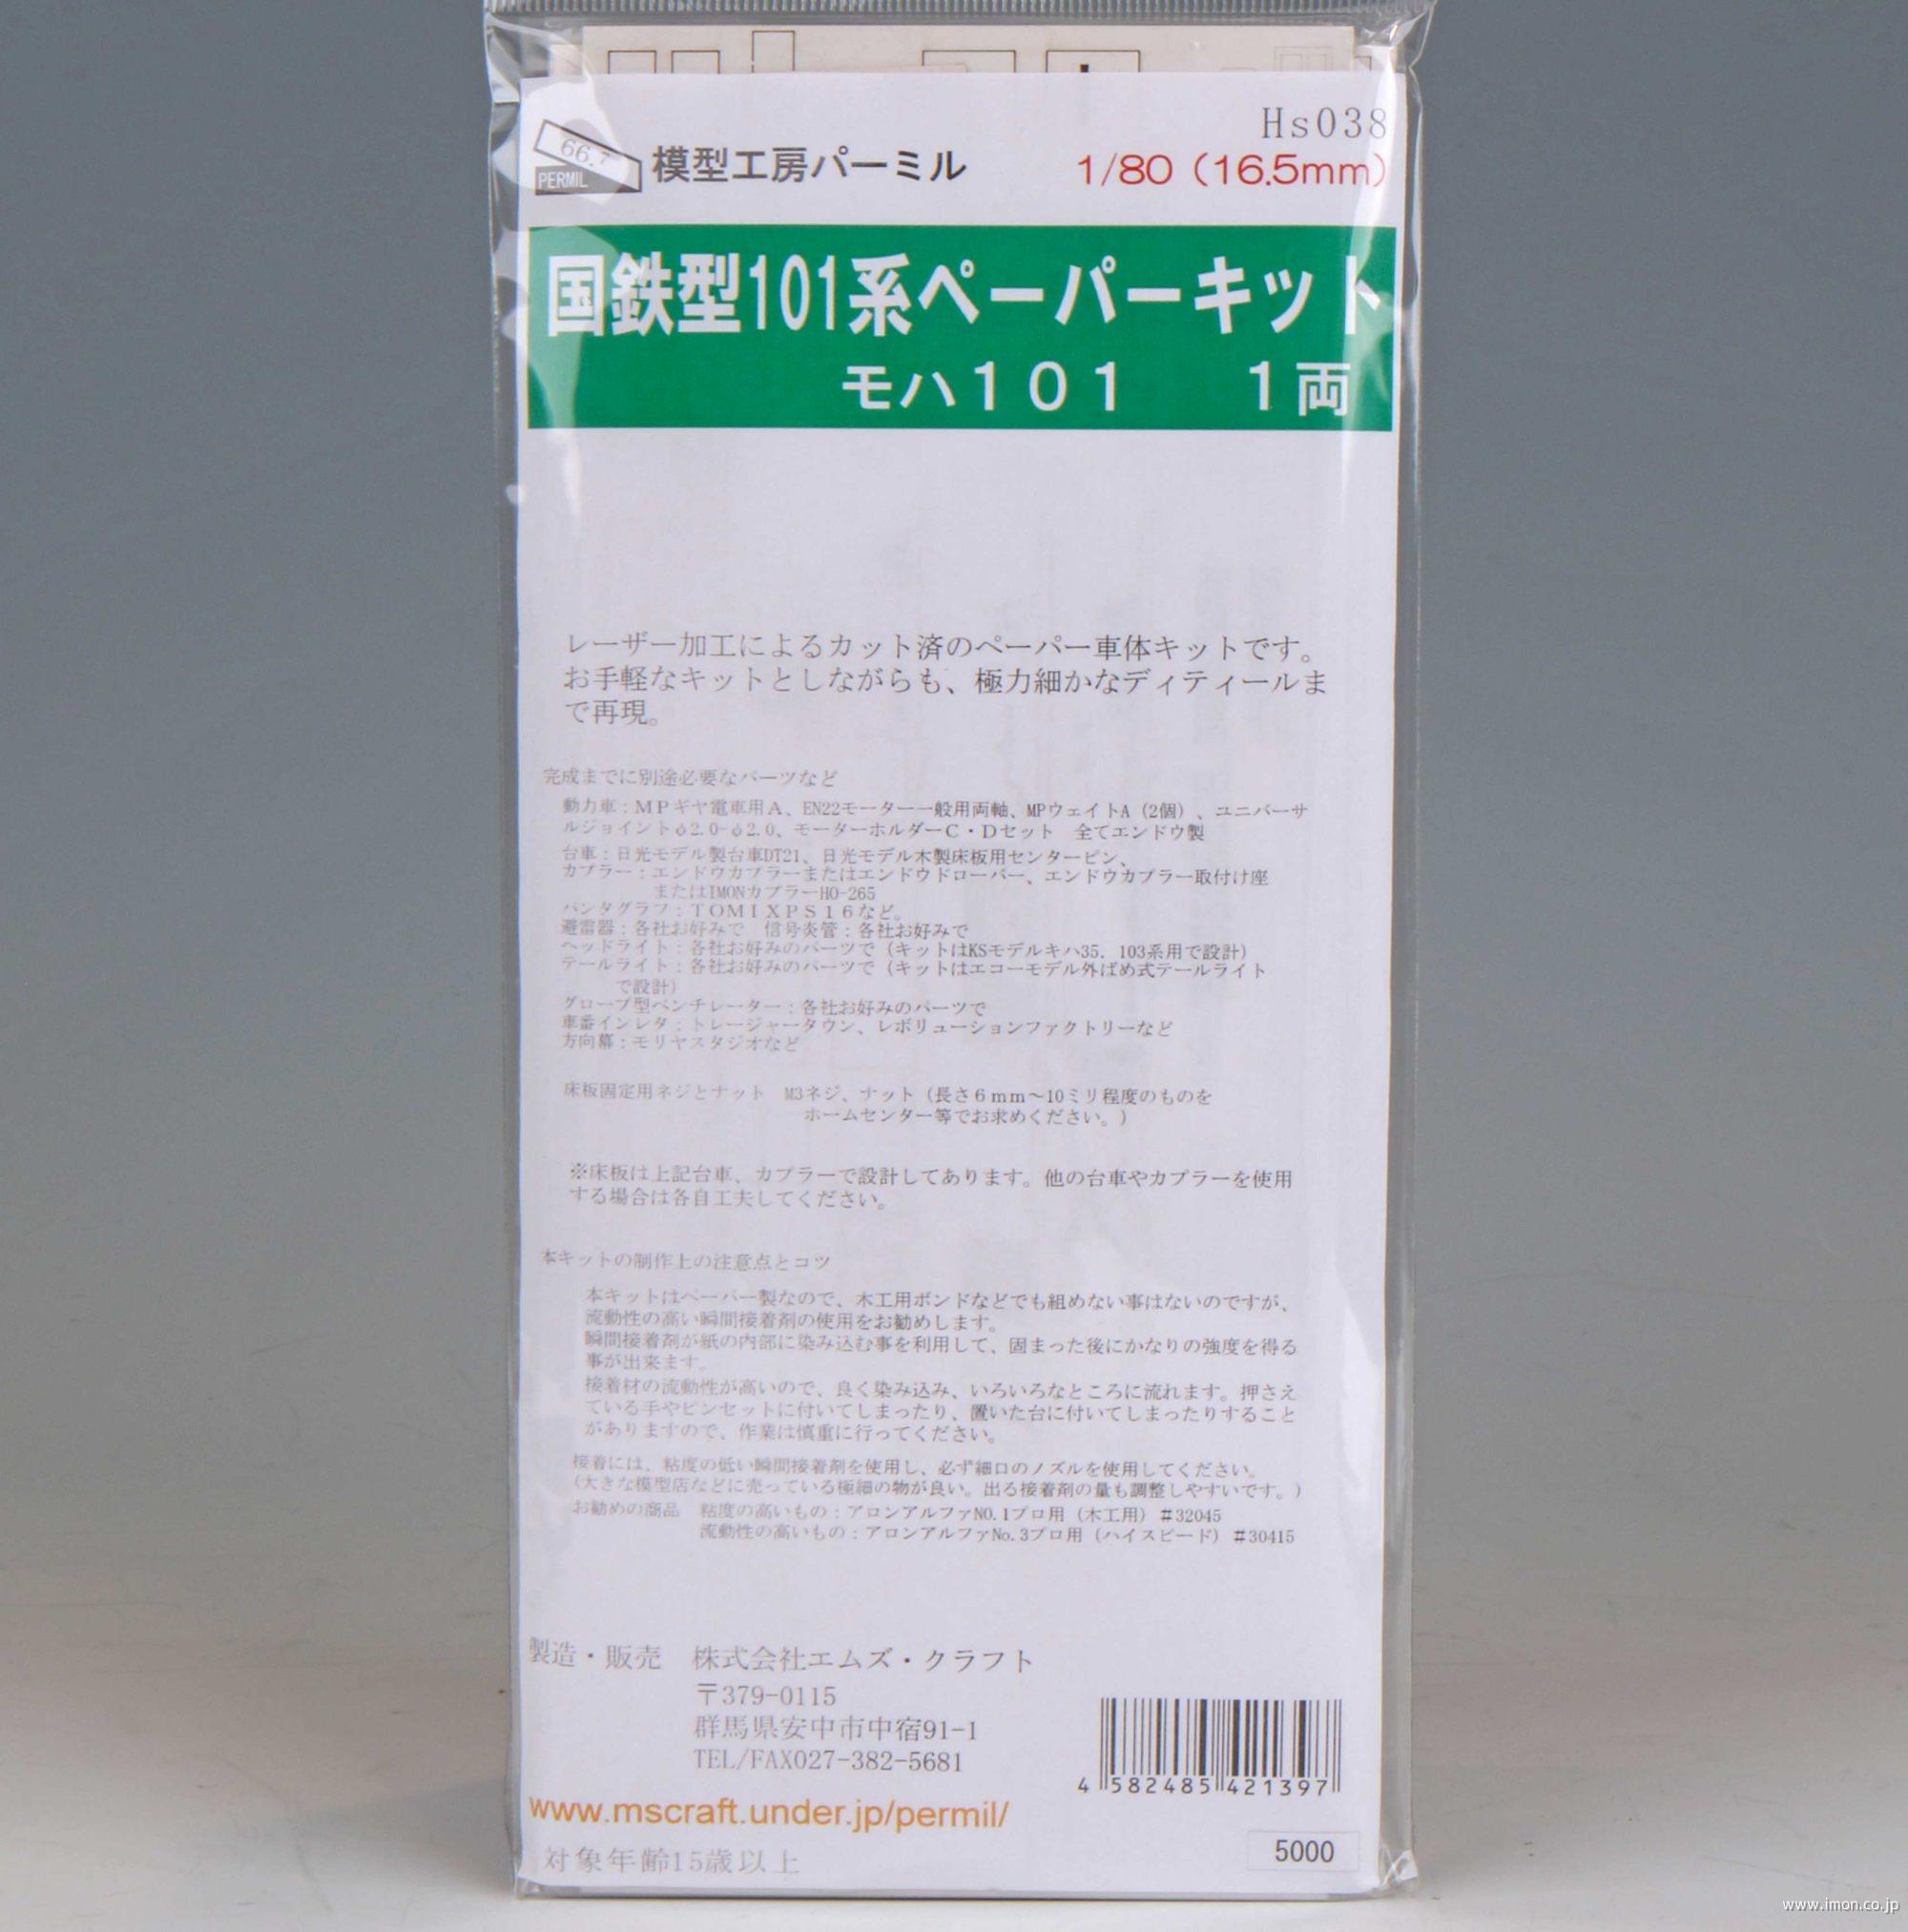 Hs038
66.7
PERMIL
模型工房パーミル
1/80（16.5mm）
国鉄型101系ペーパーキット
モハ１０１　１両
レーザー加工によるカット済のペーパー車体キットです。
お手軽なキットとしながらも、極力細かなディティールま
で再現。
完成までに別途必要なパーツなど
動力車：ＭＰギヤ電車用Ａ、EN22モーター一般用両軸、MPウェイトA（2個）、ユニバーサ
ルジョイントφ2.0-φ2.0、モーターホルダーＣ・Ｄセット　全てエンドウ製
台車：日光モデル製台車DT21、日光モデル木製床板用センターピン、
カプラー：エンドウカプラーまたはエンドウドローバー、エンドウカプラー取付け座
またはIMONカプラーHO-265
パンタグラフ：ＴＯＭＩＸＰＳ１６など。
避雷器：各社お好みで　信号炎管：各社お好みで
ヘッドライト：各社お好みのパーツで（キットはKSモデルキハ35．103系用で設計）
テールライト：各社お好みのパーツで（キットはエコーモデル外ばめ式テールライト
で設計）
グローブ型ベンチレーター：各社お好みのパーツで
車番インレタ：トレージャータウン、レボリューションファクトリーなど
方向幕：モリヤスタジオなど
床板固定用ネジとナット　M3ネジ、ナット（長さ６ｍｍ～10ミリ程度のものを
ホームセンター等でお求めください。）
※床板は上記台車、カプラーで設計してあります。他の台車やカプラーを使用
する場合は各自工夫してください。
本キットの制作上の注意点とコツ
本キットはペーパー製なので、木工用ボンドなどでも組めない事はないのですが、
流動性の高い瞬間接着剤の使用をお勧めします。
瞬間接着剤が紙の内部に染み込む事を利用して、固まった後にかなりの強度を得る
事が出来ます。
接着材の流動性が高いので、良く染み込み、いろいろなところに流れます。押さえ
ている手やピンセットに付いてしまったり、置いた台に付いてしまったりすること
がありますので、作業は慎重に行ってください。
接着には、粘度の低い瞬間接着剤を使用し、必ず細口のノズルを使用してください。
（大きな模型店などに売っている極細の物が良い。出る接着剤の量も調整しやすいです。）
お勧めの商品　粘度の高いもの：アロンアルファNO.1プロ用（木工用）＃32045
流動性の高いもの：アロンアルファNo.3プロ用（ハイスピード）＃30415
製造・販売　株式会社エムズ・クラフト
〒379-0115
群馬県安中市中宿91-1
TEL/FAX027-382-5681
4 582485 421397
www.mscraft.under.jp/permil/
5000
対象年齢15歳以上
www.imon.co.jp